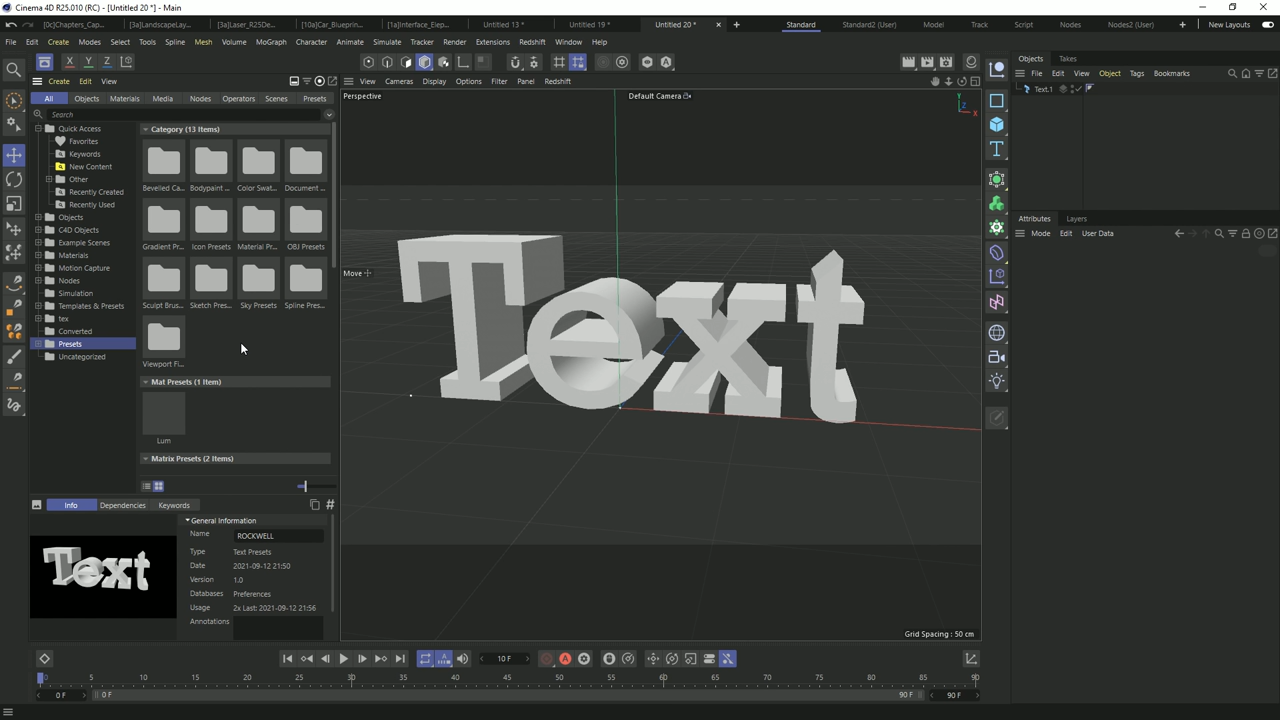 Cinema 4D R25.010 (RC) - [Untitled 20 *] - Main
[0c]Chapters_Cap...
[3a]LandscapeLay...
[3a]Laser_R25De...
[10a]Car_Blueprin...
[1a]Interface_Elep...
Untitled 13 *
Untitled 19 *
Untitled 20 *
Standard
Standard2 (User)
Model
Track
Script
Nodes
Nodes2 (User)
New Layouts
File Edit Create Modes Select Tools Spline Mesh Volume MoGraph Character Animate Simulate Tracker Render Extensions Redshift Window Help
X Y Z
Create Edit View
All Objects Materials Media Nodes Operators Scenes Presets
Search
Quick Access
Favorites
Keywords
New Content
Other
Recently Created
Recently Used
Objects
C4D Objects
Example Scenes
Materials
Motion Capture
Nodes
Simulation
Templates & Presets
tex
Converted
Presets
Uncategorized
Category (13 Items)
Bevelled Ca... Bodypaint ... Color Swat... Document ...
Gradient Pr... Icon Presets Material Pr... OBJ Presets
Sculpt Brus... Sketch Pres... Sky Presets Spline Pres...
Viewport Fi...
Mat Presets (1 Item)
Lum
Matrix Presets (2 Items)
Info Dependencies Keywords
General Information
Name ROCKWELL
Type Text Presets
Date 2021-09-12 21:50
Version 1.0
Databases Preferences
Usage 2x Last: 2021-09-12 21:56
Annotations
Text
View Cameras Display Options Filter Panel Redshift
Perspective
Default Camera
Y
Z
X
Move
Text
Grid Spacing : 50 cm
Objects Takes
File Edit View Object Tags Bookmarks
Text.1
Attributes Layers
Mode Edit User Data
10 F
0 5 10 15 20 25 30 35 40 45 50 55 60 65 70 75 80 85 90
0 F
0 F
90 F
90 F